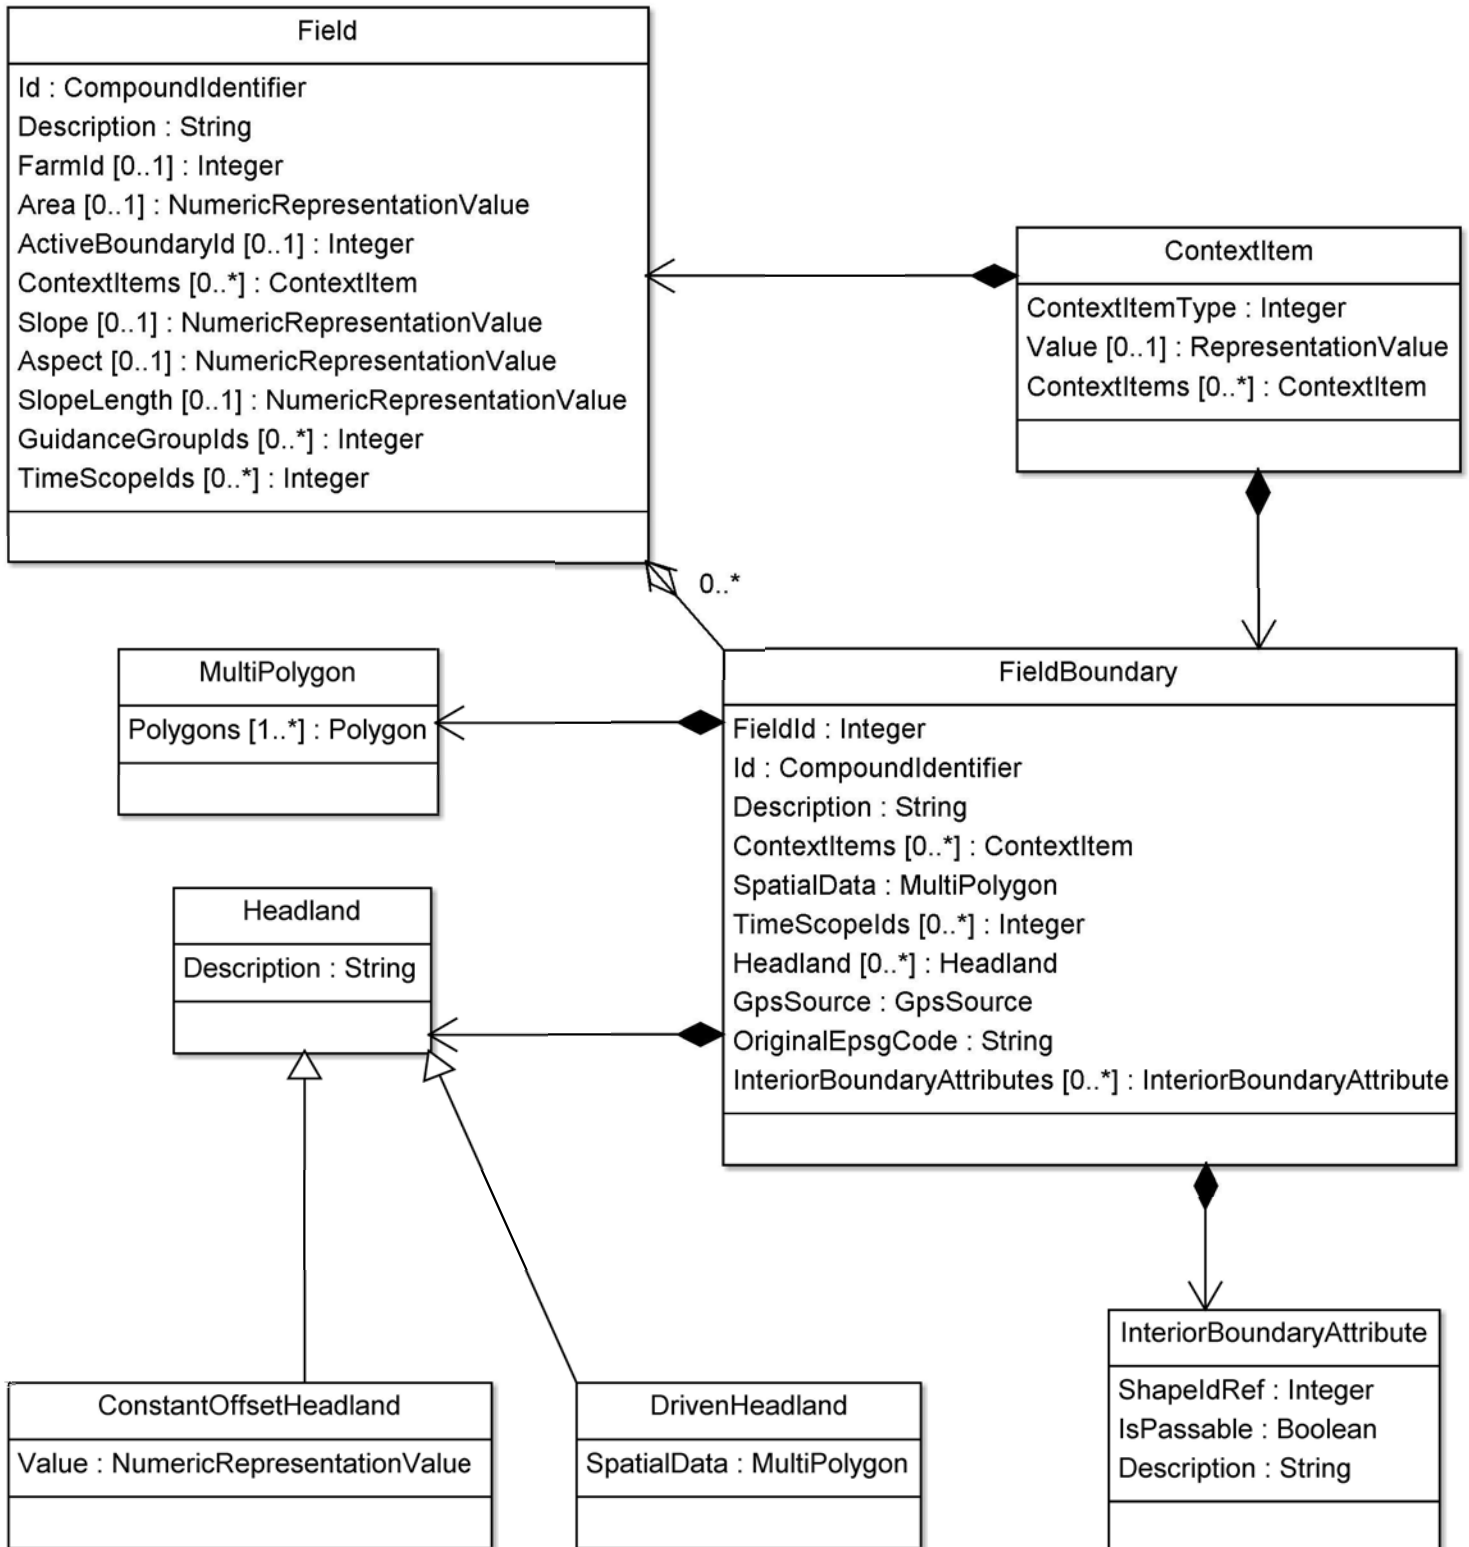 Field
Id : CompoundIdentifier
Description : String
FarmId [0..1] : Integer
Area [0..1] : NumericRepresentationValue
ActiveBoundaryId [0..1] : Integer
ContextItems [0..*] : ContextItem
Slope [0..1] : NumericRepresentationValue
Aspect [0..1] : NumericRepresentationValue
SlopeLength [0..1] : NumericRepresentationValue
GuidanceGroupIds [0..*] : Integer
TimeScopeIds [0..*] : Integer
ContextItem
ContextItemType : Integer
Value [0..1] : RepresentationValue
ContextItems [0..*] : ContextItem
0..*
MultiPolygon
Polygons [1..*] : Polygon
FieldBoundary
FieldId : Integer
Id : CompoundIdentifier
Description : String
ContextItems [0..*] : ContextItem
SpatialData : MultiPolygon
TimeScopeIds [0..*] : Integer
Headland [0..*] : Headland
GpsSource : GpsSource
OriginalEpsgCode : String
InteriorBoundaryAttributes [0..*] : InteriorBoundaryAttribute
Headland
Description : String
ConstantOffsetHeadland
Value : NumericRepresentationValue
DrivenHeadland
SpatialData : MultiPolygon
InteriorBoundaryAttribute
ShapeIdRef : Integer
IsPassable : Boolean
Description : String